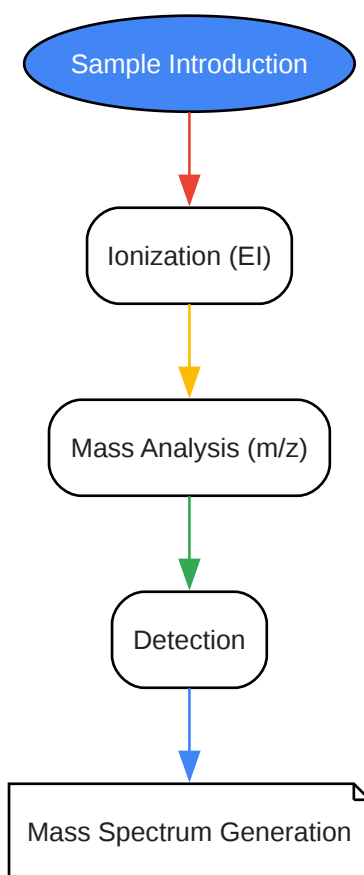 Sample Introduction
Ionization (EI)
Mass Analysis (m/z)
Detection
Mass Spectrum Generation